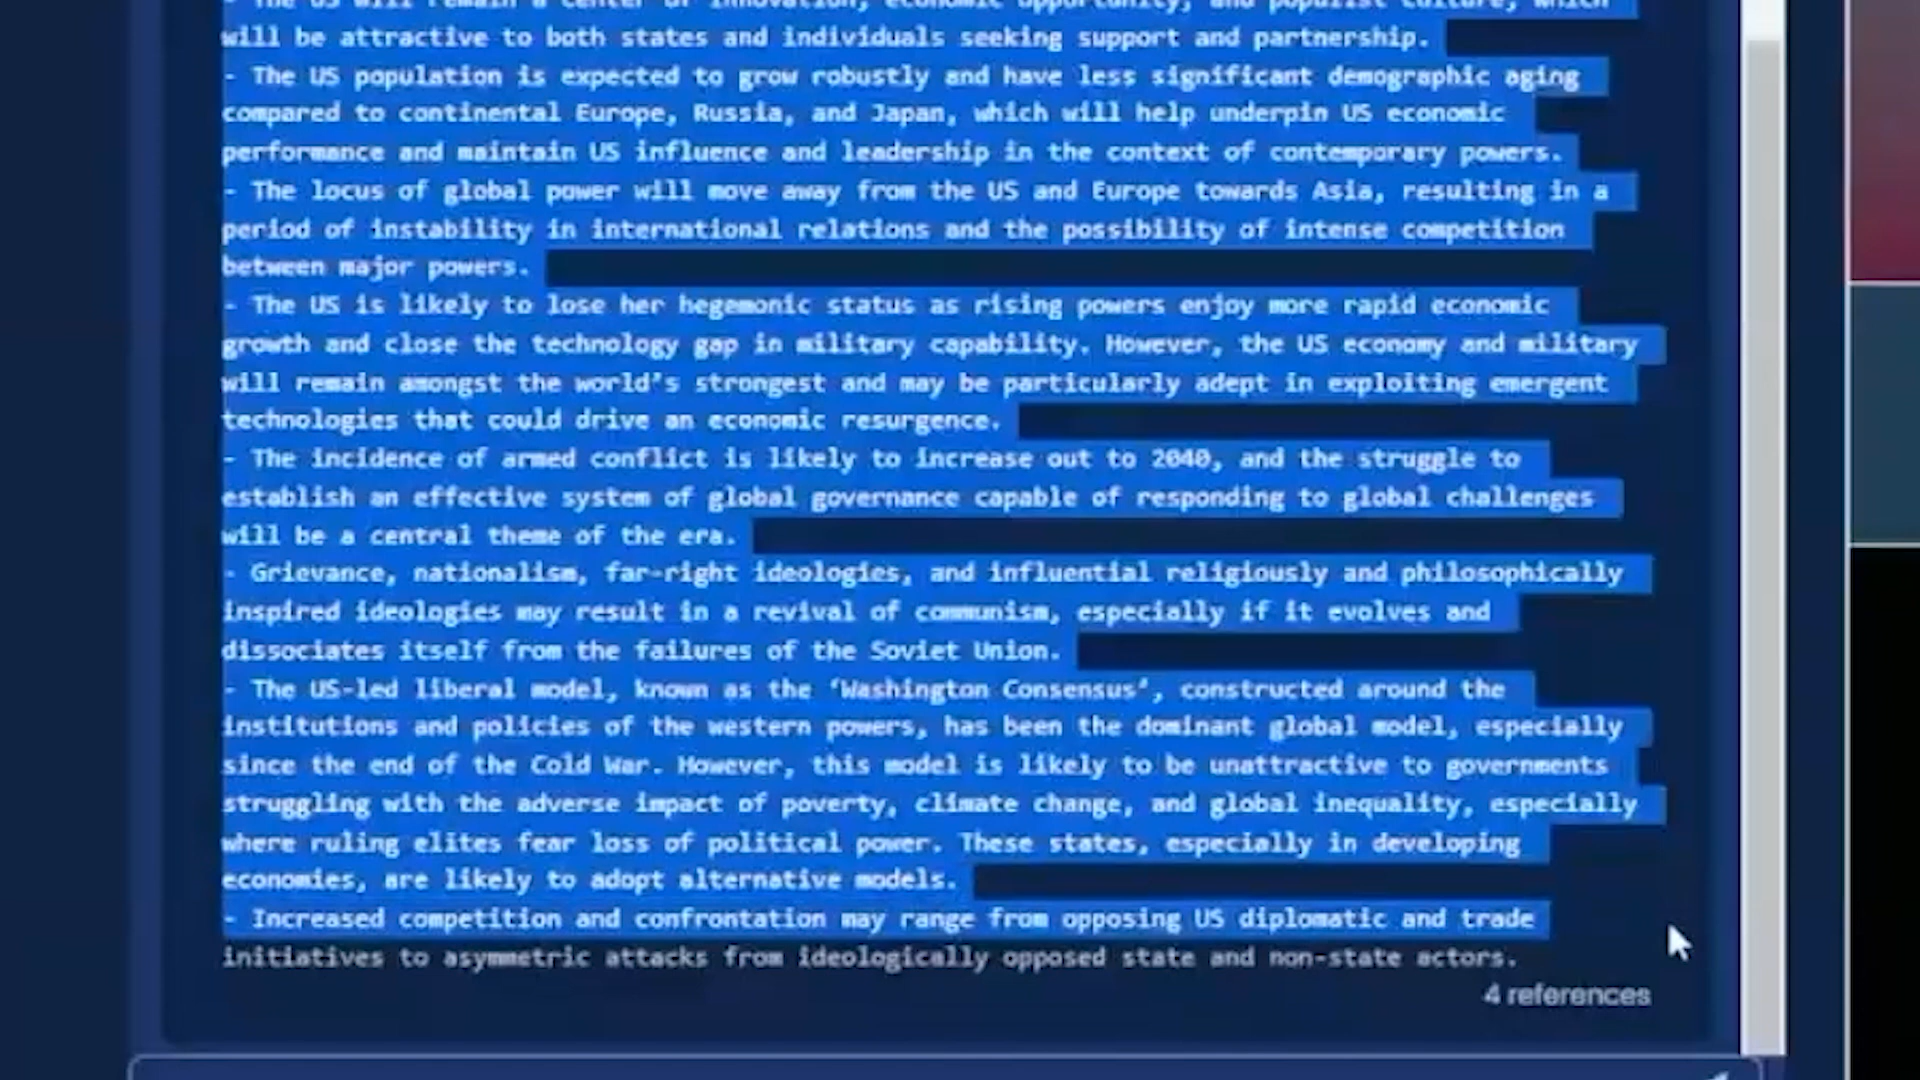 - The US will remain a center of innovation, economic opportunity, and populist culture, which
will be attractive to both states and individuals seeking support and partnership.
- The US population is expected to grow robustly and have less significant demographic aging
compared to continental Europe, Russia, and Japan, which will help underpin US economic
performance and maintain US influence and leadership in the context of contemporary powers.
- The locus of global power will move away from the US and Europe towards Asia, resulting in a
period of instability in international relations and the possibility of intense competition
between major powers.
- The US is likely to lose her hegemonic status as rising powers enjoy more rapid economic
growth and close the technology gap in military capability. However, the US economy and military
will remain amongst the world's strongest and may be particularly adept in exploiting emergent
technologies that could drive an economic resurgence.
- The incidence of armed conflict is likely to increase out to 2040, and the struggle to
establish an effective system of global governance capable of responding to global challenges
will be a central theme of the era.
- Grievance, nationalism, far-right ideologies, and influential religiously and philosophically
inspired ideologies may result in a revival of communism, especially if it evolves and
dissociates itself from the failures of the Soviet Union.
- The US-led liberal model, known as the ‘Washington Consensus’, constructed around the
institutions and policies of the western powers, has been the dominant global model, especially
since the end of the Cold War. However, this model is likely to be unattractive to governments
struggling with the adverse impact of poverty, climate change, and global inequality, especially
where ruling elites fear loss of political power. These states, especially in developing
economies, are likely to adopt alternative models.
- Increased competition and confrontation may range from opposing US diplomatic and trade
initiatives to asymmetric attacks from ideologically opposed state and non-state actors.
4 references